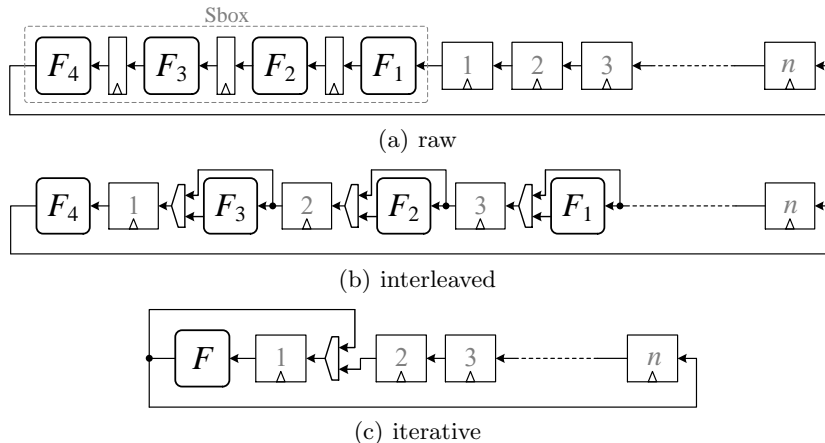 Sbox
F₄ F₃ F₂ F₁ 1 2 3 n
(a) raw
F₄ 1 F₃ 2 F₂ 3 F₁ n
(b) interleaved
F 1 2 3 n
(c) iterative